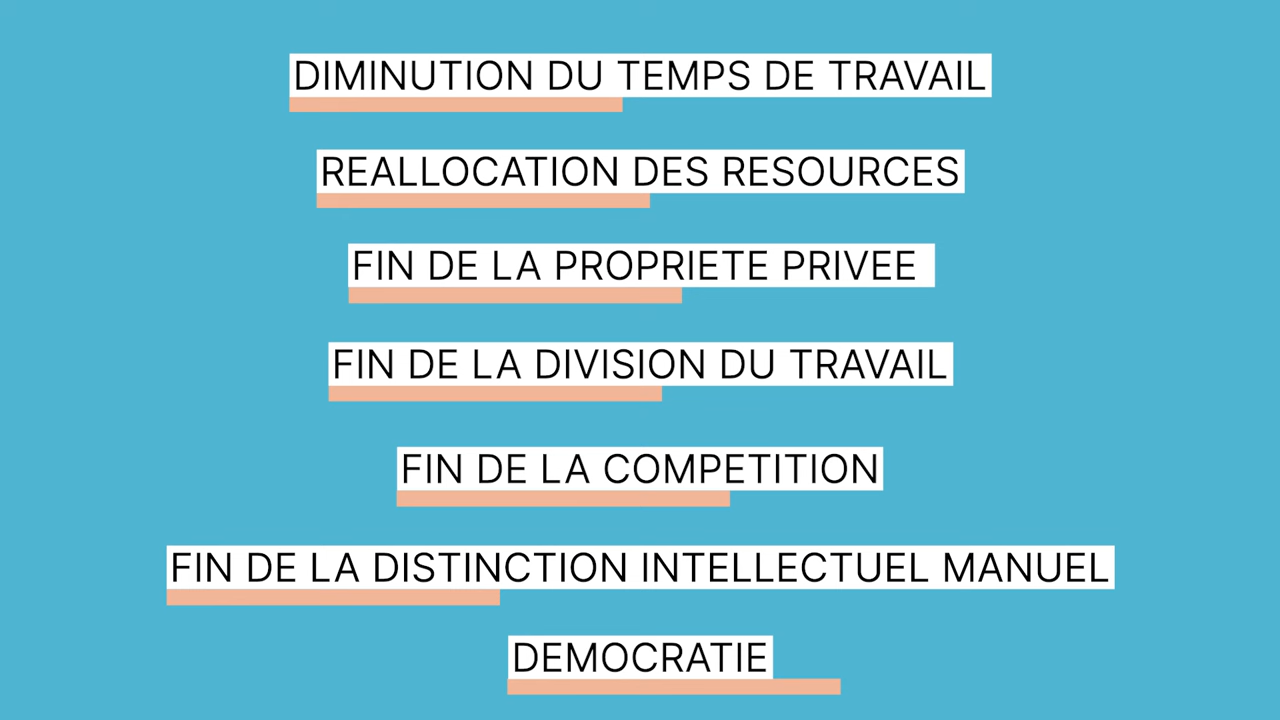 DIMINUTION DU TEMPS DE TRAVAIL
REALLOCATION DES RESOURCES
FIN DE LA PROPRIETE PRIVEE
FIN DE LA DIVISION DU TRAVAIL
FIN DE LA COMPETITION
FIN DE LA DISTINCTION INTELLECTUEL MANUEL
DEMOCRATIE